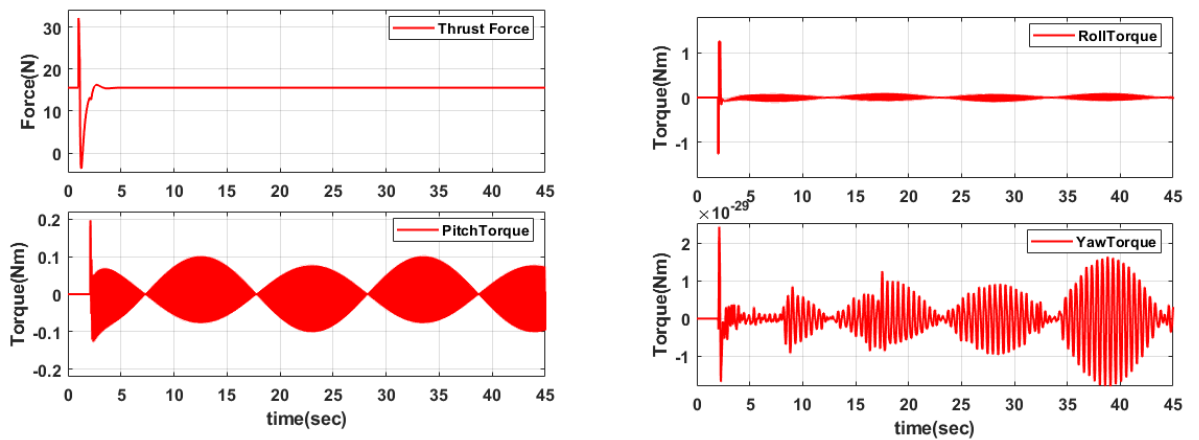 Thrust Force
Force(N)
30
20
10
0
0 5 10 15 20 25 30 35 40 45
PitchTorque
Torque(Nm)
0.2
0.1
0
-0.1
-0.2
0 5 10 15 20 25 30 35 40 45
time(sec)
RollTorque
Torque(Nm)
1
0
-1
0 5 10 15 20 25 30 35 40 45
×10-29
YawTorque
Torque(Nm)
2
1
0
-1
0 5 10 15 20 25 30 35 40 45
time(sec)